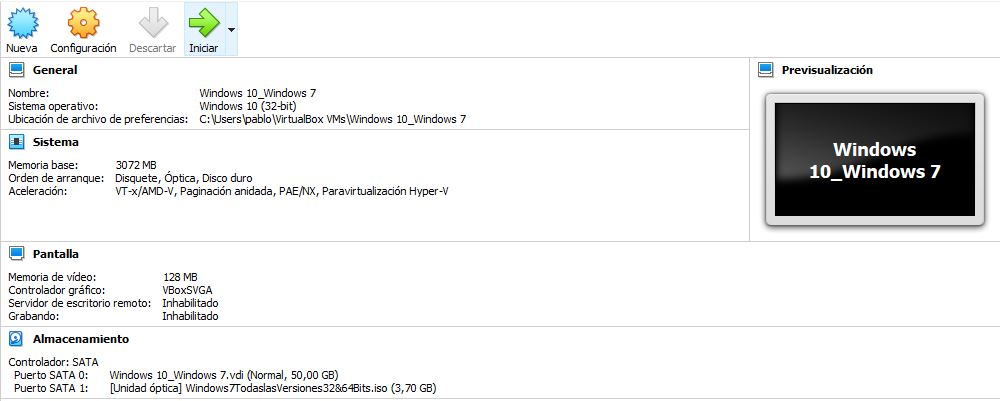 Nueva Configuración Descartar Iniciar
General
Nombre: Windows 10_Windows 7
Sistema operativo: Windows 10 (32-bit)
Ubicación de archivo de preferencias: C:\Users\pablo\VirtualBox VMs\Windows 10_Windows 7
Previsualización
Windows
10_Windows 7
Sistema
Memoria base: 3072 MB
Orden de arranque: Disquete, Óptica, Disco duro
Aceleración: VT-x/AMD-V, Paginación anidada, PAE/NX, Paravirtualización Hyper-V
Pantalla
Memoria de vídeo: 128 MB
Controlador gráfico: VBoxSVGA
Servidor de escritorio remoto: Inhabilitado
Grabando: Inhabilitado
Almacenamiento
Controlador: SATA
Puerto SATA 0: Windows 10_Windows 7.vdi (Normal, 50,00 GB)
Puerto SATA 1: [Unidad óptica] Windows7TodaslasVersiones32&64Bits.iso (3,70 GB)